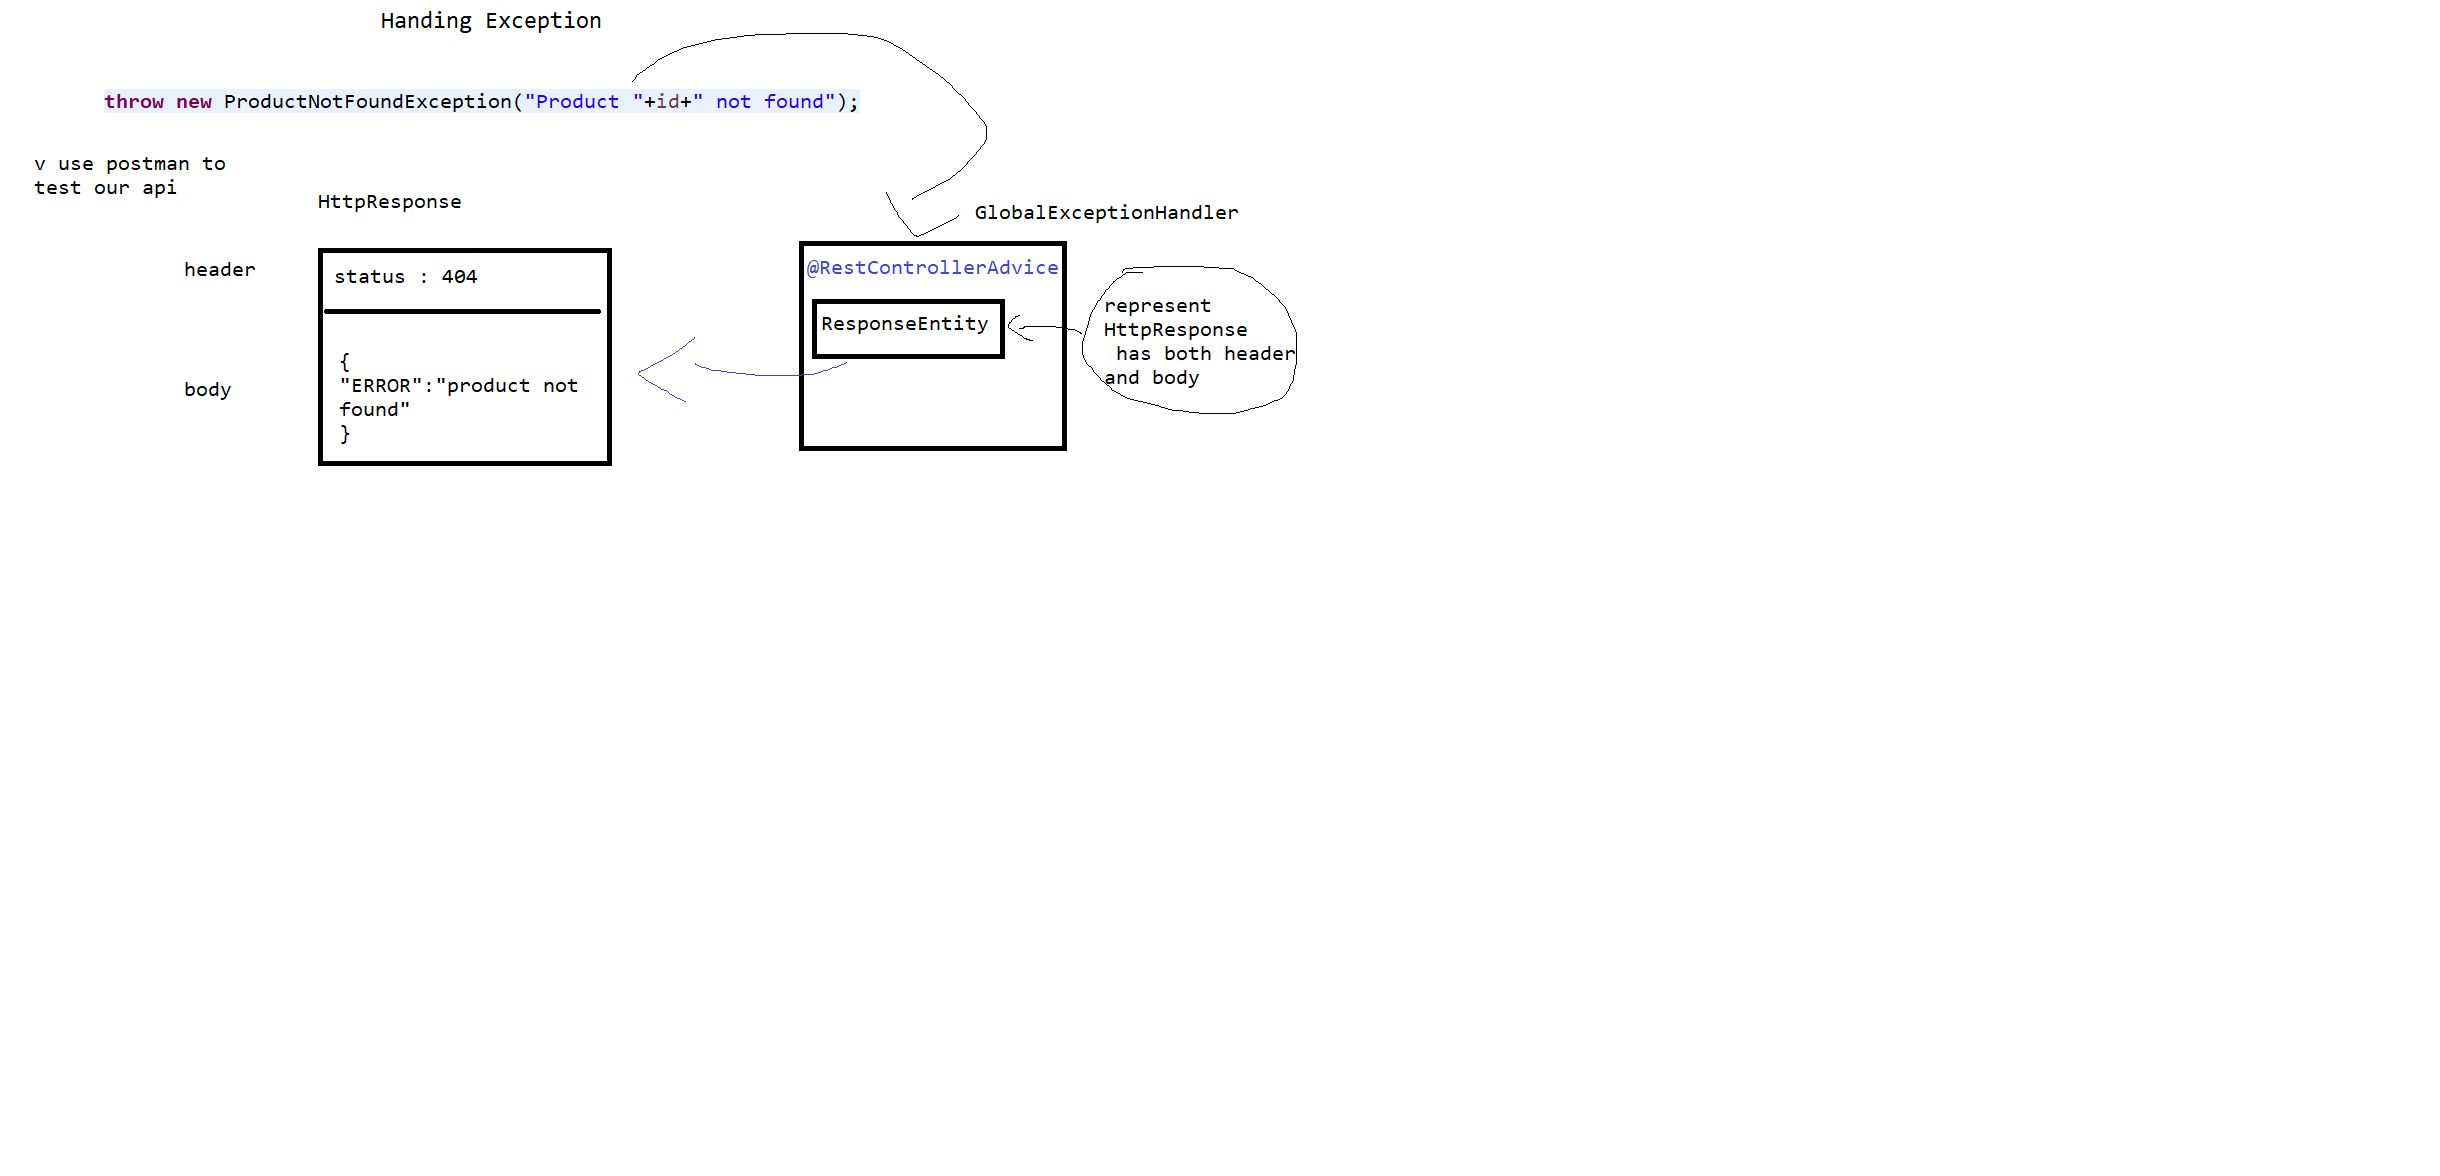 Handing Exception
throw new ProductNotFoundException("Product "+id+" not found");
v use postman to
test our api
HttpResponse
GlobalExceptionHandler
header
status : 404
@RestControllerAdvice
ResponseEntity
represent
HttpResponse
has both header
and body
body
{
"ERROR":"product not
found"
}